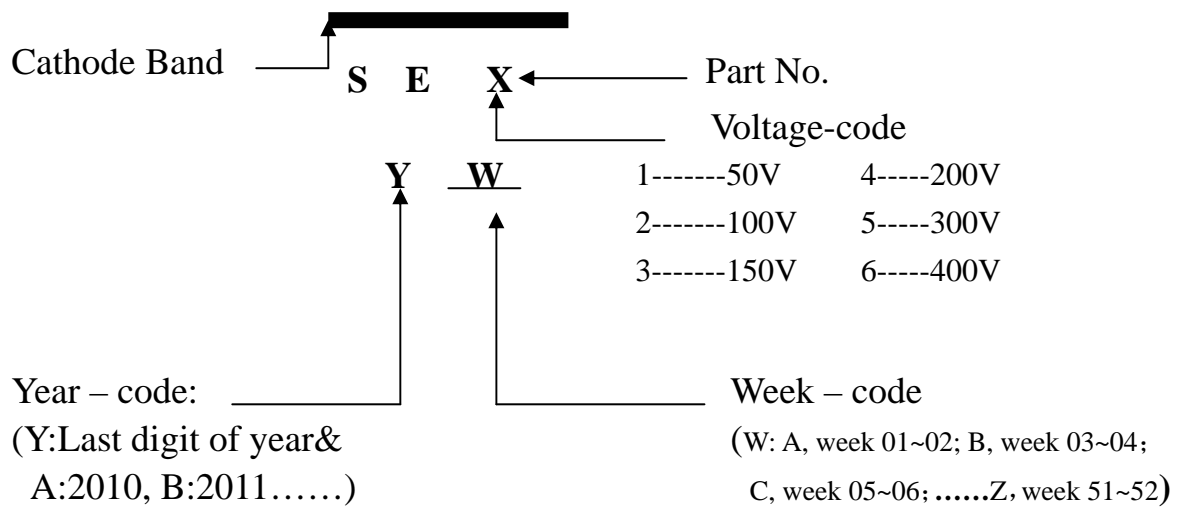 Cathode Band
S E X
Part No.
Voltage-code
Y W
1-------50V 4-----200V
2-------100V 5-----300V
3-------150V 6-----400V
Year – code:
(Y:Last digit of year&
A:2010, B:2011……)
Week – code
(W: A, week 01~02; B, week 03~04;
C, week 05~06; ……Z, week 51~52)